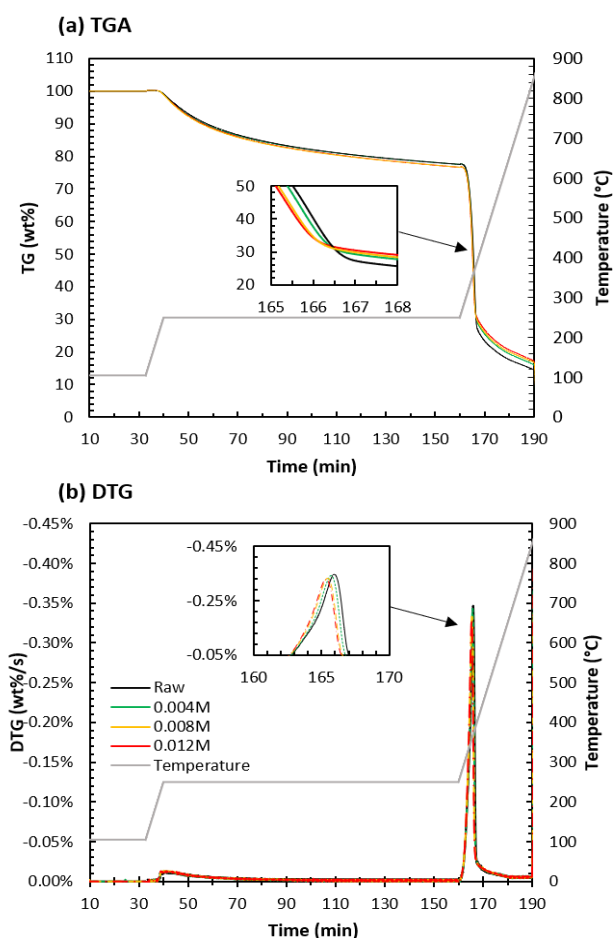 (a) TGA
110
100
90
80
70
60
50
40
30
20
10
0
TG (wt%)
900
800
700
600
500
400
300
200
100
0
Temperature (°C)
50
40
30
20
165 166 167 168
10 30 50 70 90 110 130 150 170 190
Time (min)
(b) DTG
-0.45%
-0.40%
-0.35%
-0.30%
-0.25%
-0.20%
-0.15%
-0.10%
-0.05%
0.00%
DTG (wt%/s)
900
800
700
600
500
400
300
200
100
0
Temperature (°C)
-0.45%
-0.25%
-0.05%
160 165 170
Raw
0.004M
0.008M
0.012M
Temperature
10 30 50 70 90 110 130 150 170 190
Time (min)